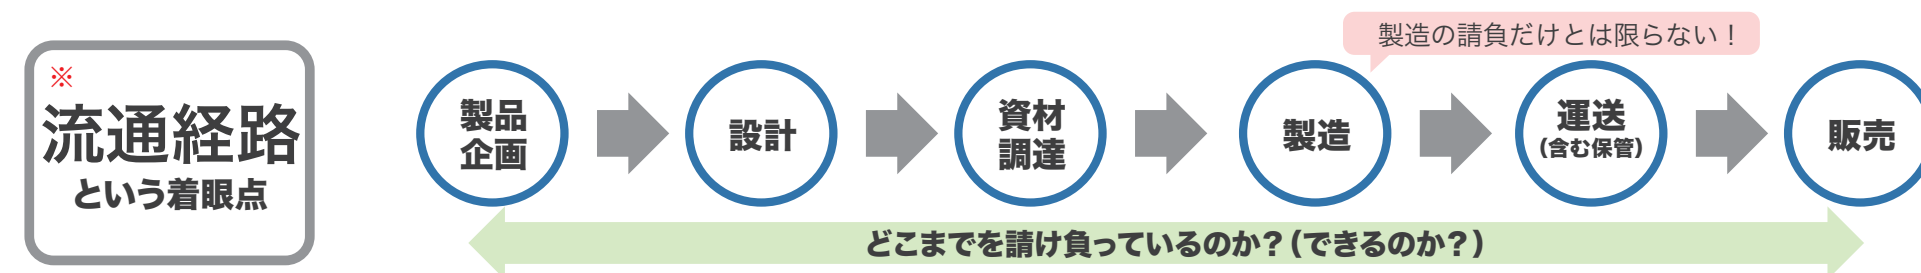 ※
流通経路
という着眼点
製造の請負だけとは限らない！
製品
企画
設計
資材
調達
製造
運送
（含む保管）
販売
どこまでを請け負っているのか？（できるのか？）